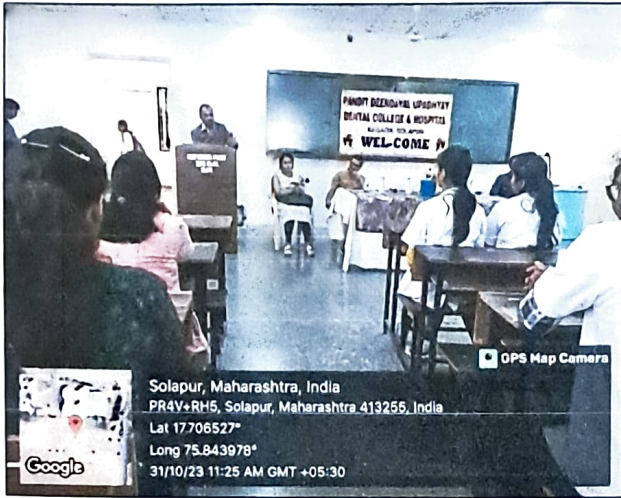 PANDIT DEENDAYAL UPADHYAY
DENTAL COLLEGE & HOSPITAL
WEL-COME
GPS Map Camera
Solapur, Maharashtra, India
PR4V+RH5, Solapur, Maharashtra 413255, India
Lat 17.706527°
Long 75.843978°
31/10/23 11:25 AM GMT +05:30
Google